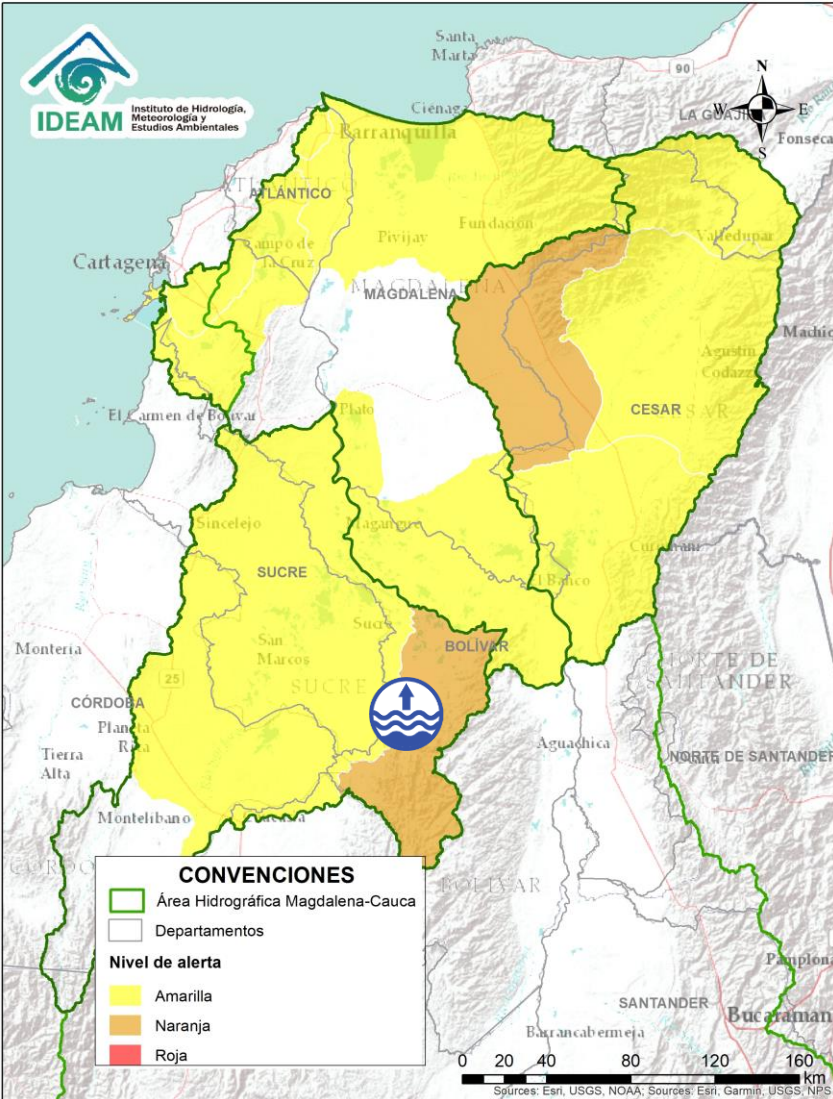 IDEAM
Instituto de Hidrología,
Meteorología y
Estudios Ambientales
Santa
Marta
90
N
W
E
S
LA GUAJIRA
Fonseca
Ciénaga
Barranquilla
ATLÁNTICO
Cartagena
Campo de
la Cruz
Pivijay
Fundación
Valledupar
MAGDALENA
MAGDALENA
Agustín
Codazzi
CESAR
El Carmen de Bolívar
Plato
Sincelejo
Magangué
Curumaní
El Banco
SUCRE
Sucre
BOLÍVAR
San
Marcos
SUCRE
Montería
25
CÓRDOBA
Planeta
Rica
Tierra
Alta
NORTE DE
SANTANDER
Aguachica
NORTE DE SANTANDER
Montelíbano
BOLÍVAR
CONVENCIONES
Área Hidrográfica Magdalena-Cauca
Departamentos
Nivel de alerta
Amarilla
Naranja
Roja
Pamplona
SANTANDER
Bucaraman
Barrancabermeja
0 20 40 80 120 160
km
Sources: Esri, USGS, NOAA; Sources: Esri, Garmin, USGS, NPS